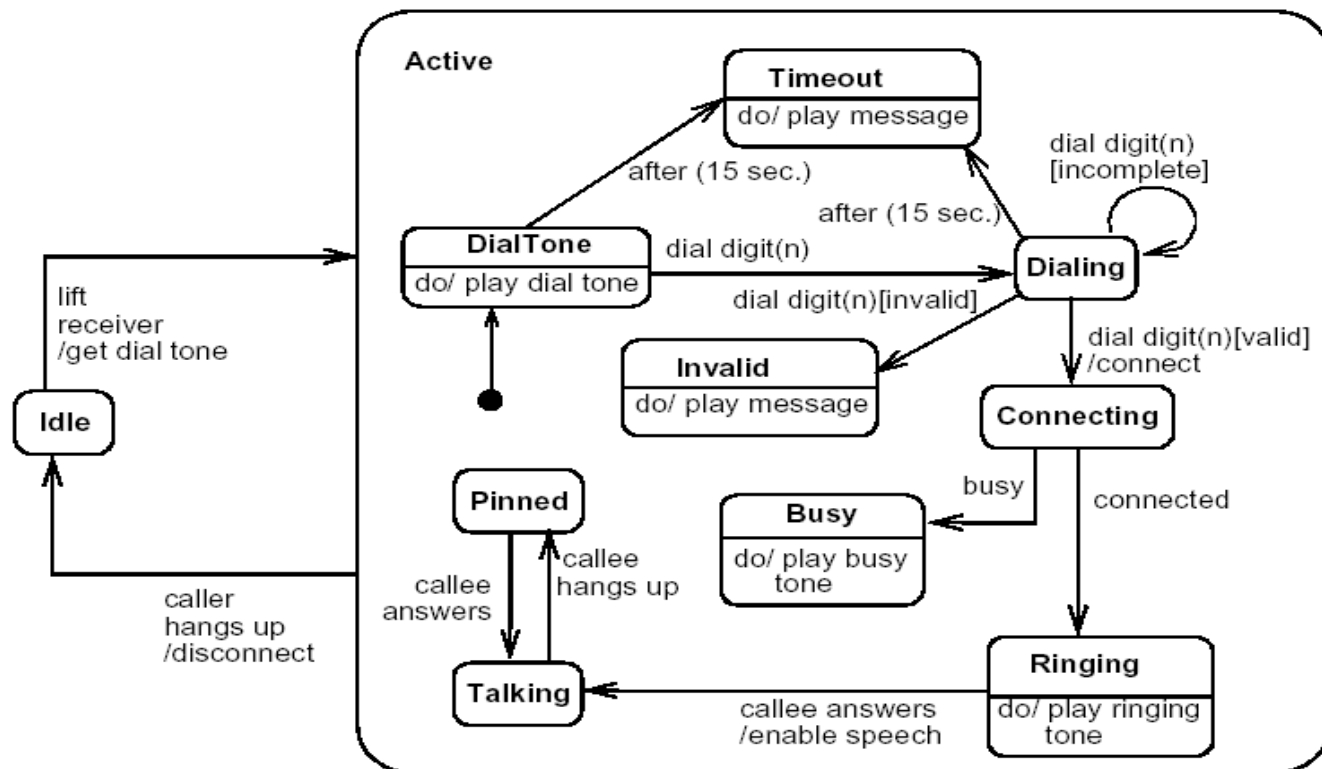 Active
Timeout
do/ play message
dial digit(n)
[incomplete]
after (15 sec.)
after (15 sec.)
DialTone
do/ play dial tone
dial digit(n)
Dialing
dial digit(n)[invalid]
lift
receiver
/get dial tone
Invalid
do/ play message
dial digit(n)[valid]
/connect
Idle
Connecting
Pinned
busy
connected
Busy
do/ play busy
tone
callee
hangs up
callee
answers
caller
hangs up
/disconnect
Talking
Ringing
do/ play ringing
tone
callee answers
/enable speech